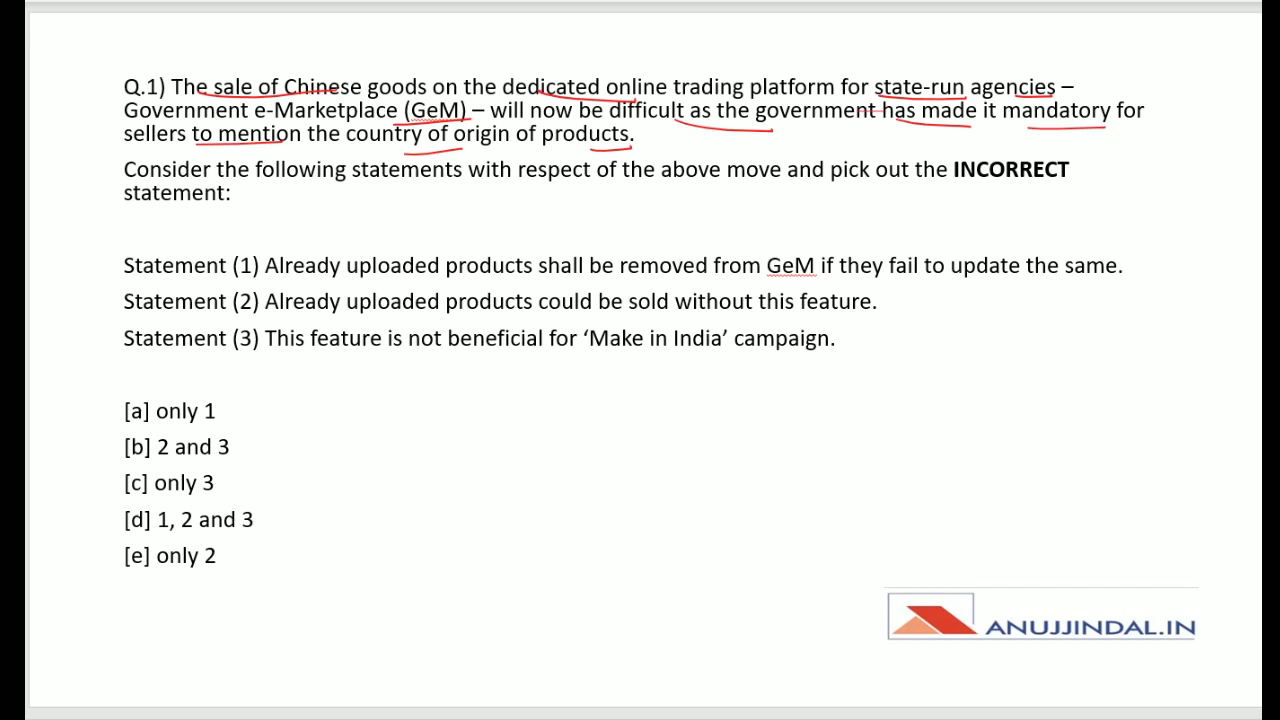 Q.1) The sale of Chinese goods on the dedicated online trading platform for state-run agencies –
Government e-Marketplace (GeM) – will now be difficult as the government has made it mandatory for
sellers to mention the country of origin of products.
Consider the following statements with respect of the above move and pick out the INCORRECT
statement:
Statement (1) Already uploaded products shall be removed from GeM if they fail to update the same.
Statement (2) Already uploaded products could be sold without this feature.
Statement (3) This feature is not beneficial for ‘Make in India’ campaign.
[a] only 1
[b] 2 and 3
[c] only 3
[d] 1, 2 and 3
[e] only 2
ANUJJINDAL.IN